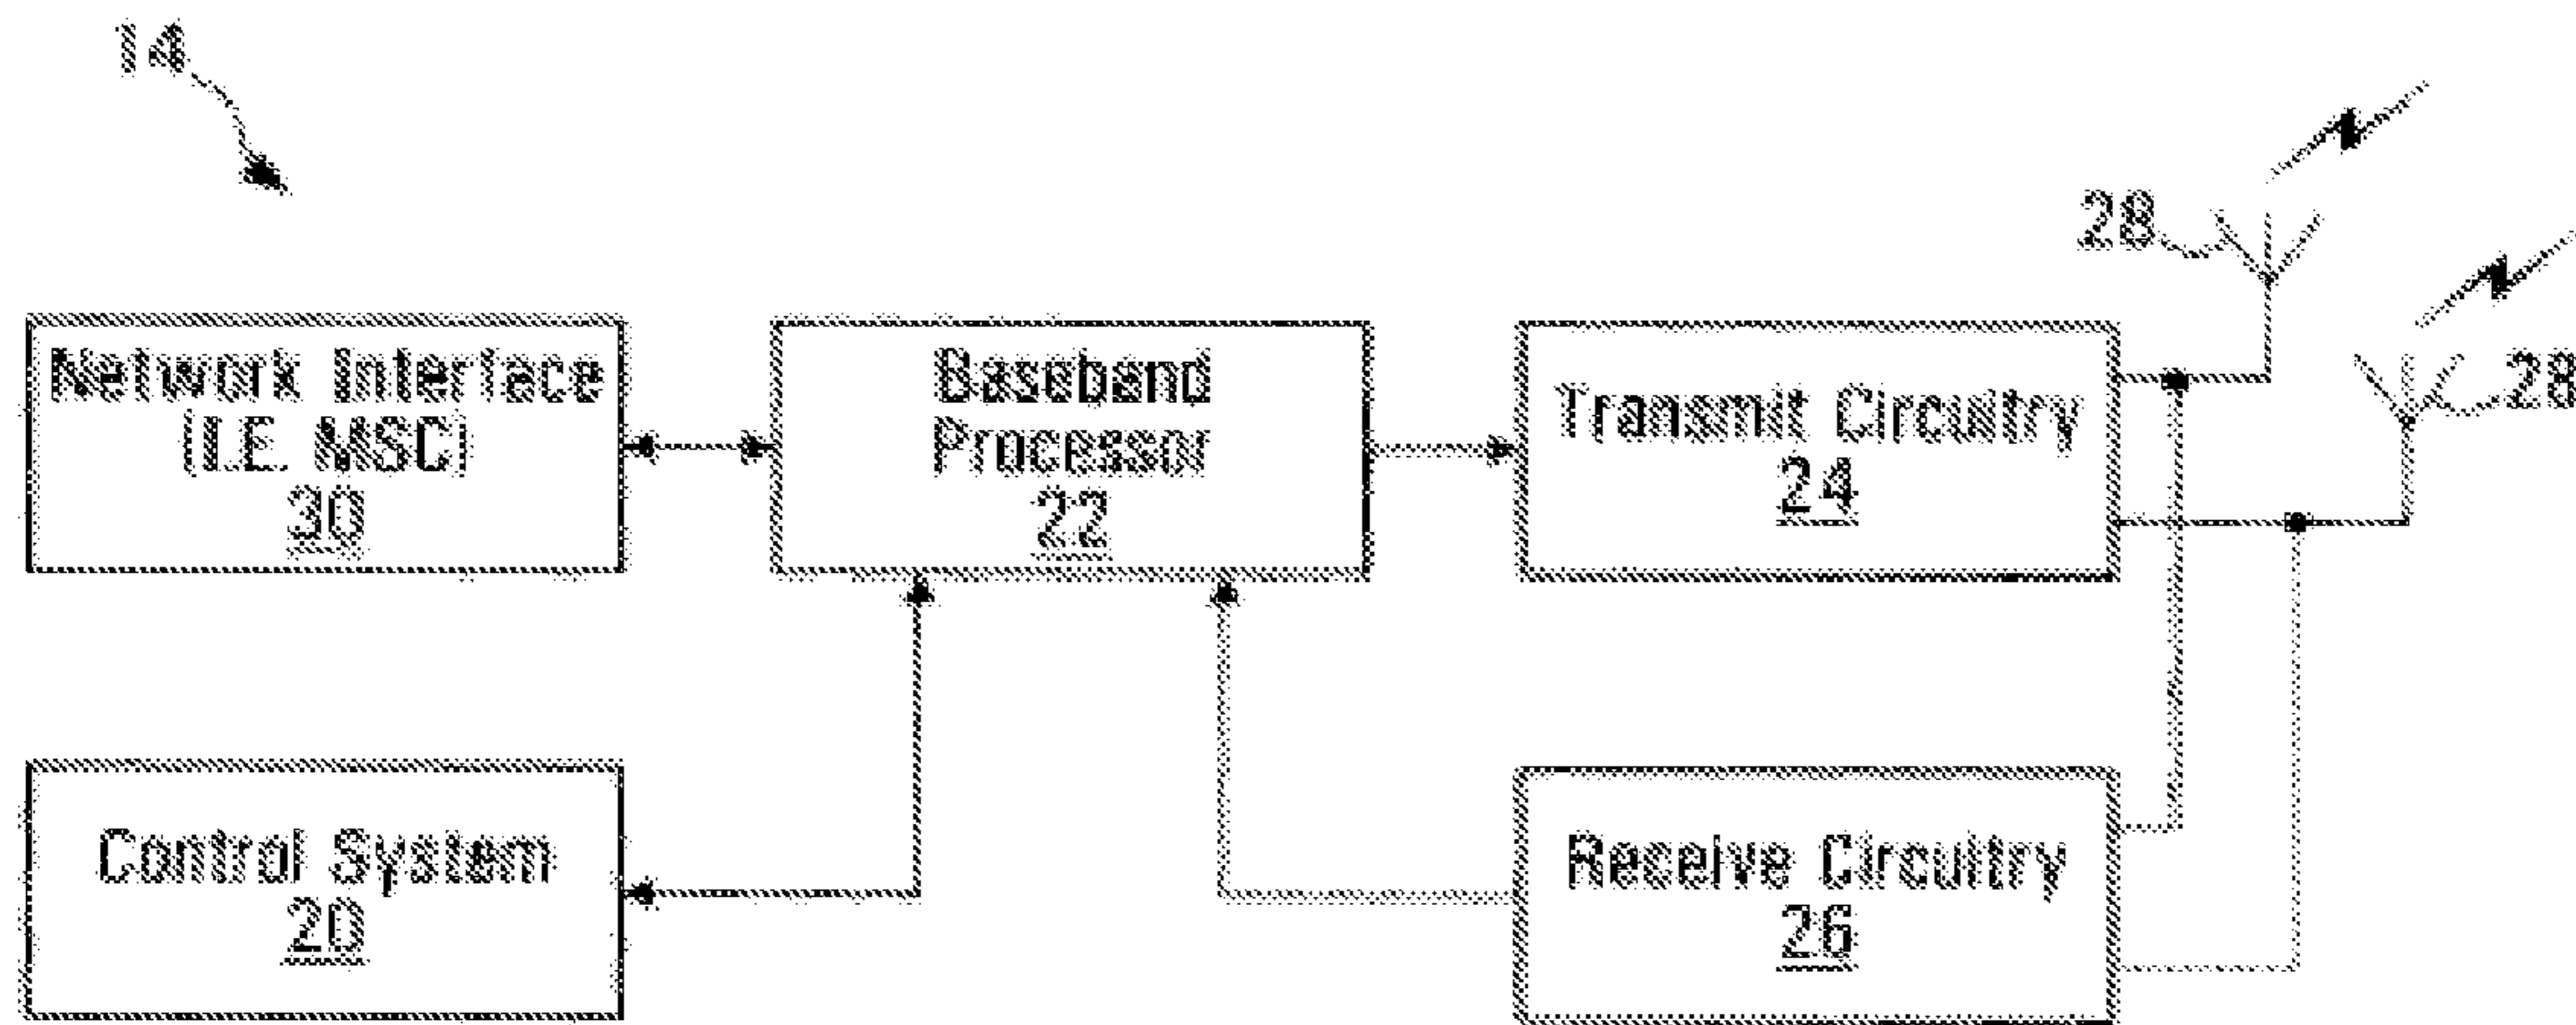 14
28
28
Network Interface
(I.E. MSC)
30
Baseband
Processor
22
Transmit Circuitry
24
Control System
20
Receive Circuitry
26